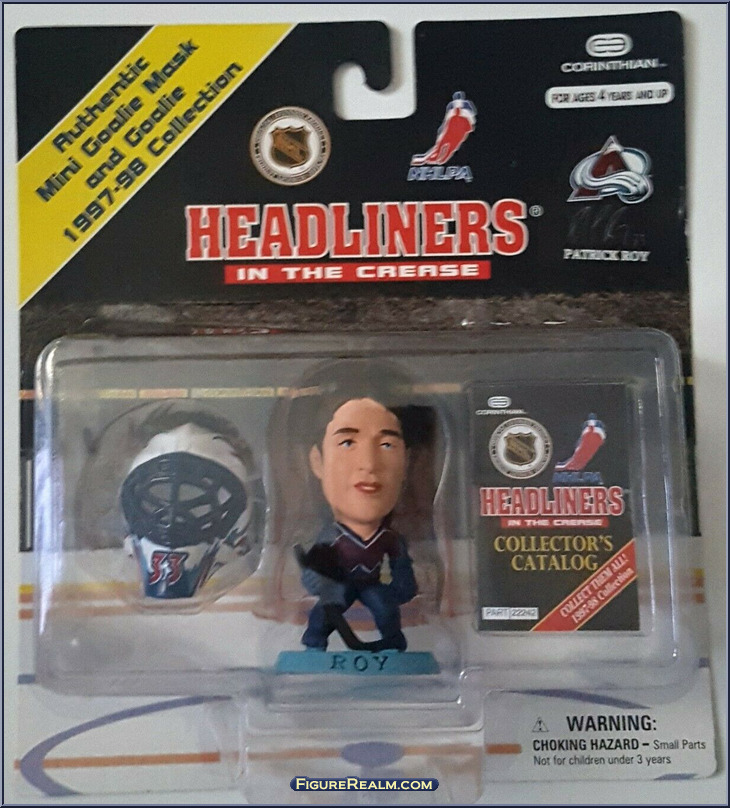 Authentic
Mini Goalie Mask
and Goalie
1997-98 Collection
CORINTHIAN™
FOR AGES 4 YEARS AND UP
NHLPA
HEADLINERS®
IN THE CREASE
PATRICK ROY
33
ROY
CORINTHIAN
NHLPA
HEADLINERS
IN THE CREASE
COLLECTOR'S
CATALOG
COLLECT THEM ALL!
1997-98 Collection
PART 22242
WARNING:
CHOKING HAZARD – Small Parts
Not for children under 3 years
FIGUREREALM.COM